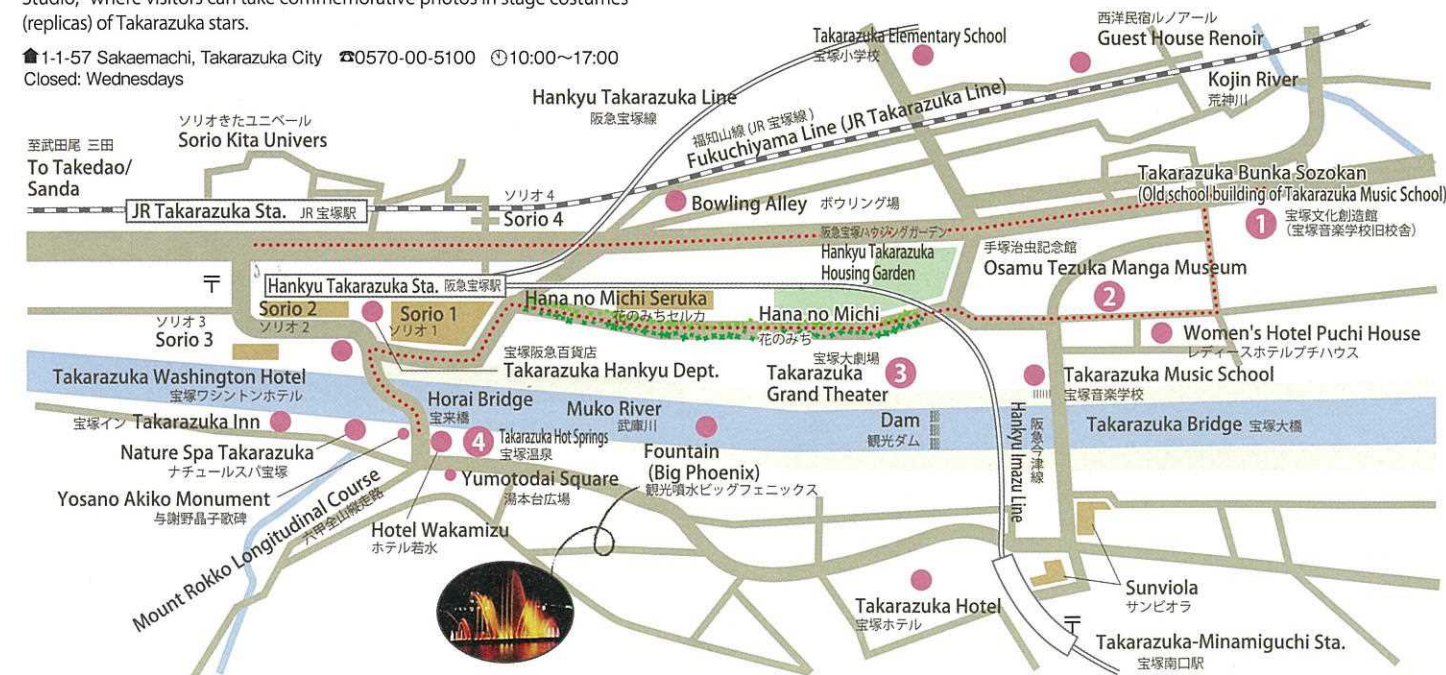 Studio," where visitors can take commemorative photos in stage costumes
(replicas) of Takarazuka stars.
1-1-57 Sakaemachi, Takarazuka City ☎0570-00-5100 10:00〜17:00
Closed: Wednesdays
西洋民宿ルノアール
Guest House Renoir
Takarazuka Elementary School
宝塚小学校
Kojin River
荒神川
Hankyu Takarazuka Line
阪急宝塚線
福知山線(JR宝塚線)
Fukuchiyama Line (JR Takarazuka Line)
ソリオきたユニベール
Sorio Kita Univers
至武田尾 三田
To Takedao/
Sanda
JR Takarazuka Sta. JR宝塚駅
ソリオ4
Sorio 4
Bowling Alley ボウリング場
Takarazuka Bunka Sozokan
(Old school building of Takarazuka Music School)
1
宝塚文化創造館
(宝塚音楽学校旧校舎)
阪急宝塚ハウジングガーデン
Hankyu Takarazuka
Housing Garden
手塚治虫記念館
Osamu Tezuka Manga Museum
2
〒
Hankyu Takarazuka Sta. 阪急宝塚駅
Sorio 2
ソリオ2
Sorio 1
ソリオ1
ソリオ3
Sorio 3
Hana no Michi Seruka
花のみちセルカ
Hana no Michi
花のみち
Women's Hotel Puchi House
レディースホテルプチハウス
宝塚阪急百貨店
Takarazuka Hankyu Dept.
宝塚大劇場
Takarazuka
Grand Theater
3
Takarazuka Music School
宝塚音楽学校
Takarazuka Washington Hotel
宝塚ワシントンホテル
Horai Bridge
宝来橋
Muko River
武庫川
Dam
観光ダム
Hankyu Imazu Line
阪急今津線
Takarazuka Bridge 宝塚大橋
宝塚イン Takarazuka Inn
4
Takarazuka Hot Springs
宝塚温泉
Fountain
(Big Phoenix)
観光噴水ビッグフェニックス
Nature Spa Takarazuka
ナチュールスパ宝塚
Yumotodai Square
湯本台広場
Yosano Akiko Monument
与謝野晶子歌碑
Mount Rokko Longitudinal Course
六甲全山縦走路
Hotel Wakamizu
ホテル若水
Takarazuka Hotel
宝塚ホテル
Sunviola
サンビオラ
〒
Takarazuka-Minamiguchi Sta.
宝塚南口駅